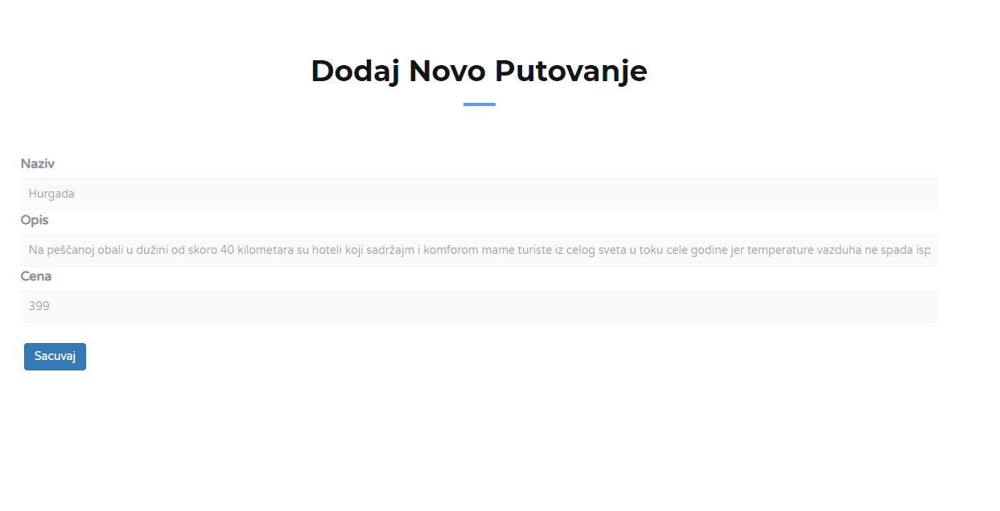 Dodaj Novo Putovanje
Naziv
Hurgada
Opis
Na peščanoj obali u dužini od skoro 40 kilometara su hoteli koji sadržajm i komforom mame turiste iz celog sveta u toku cele godine jer temperature vazduha ne spada isp
Cena
399
Sacuvaj